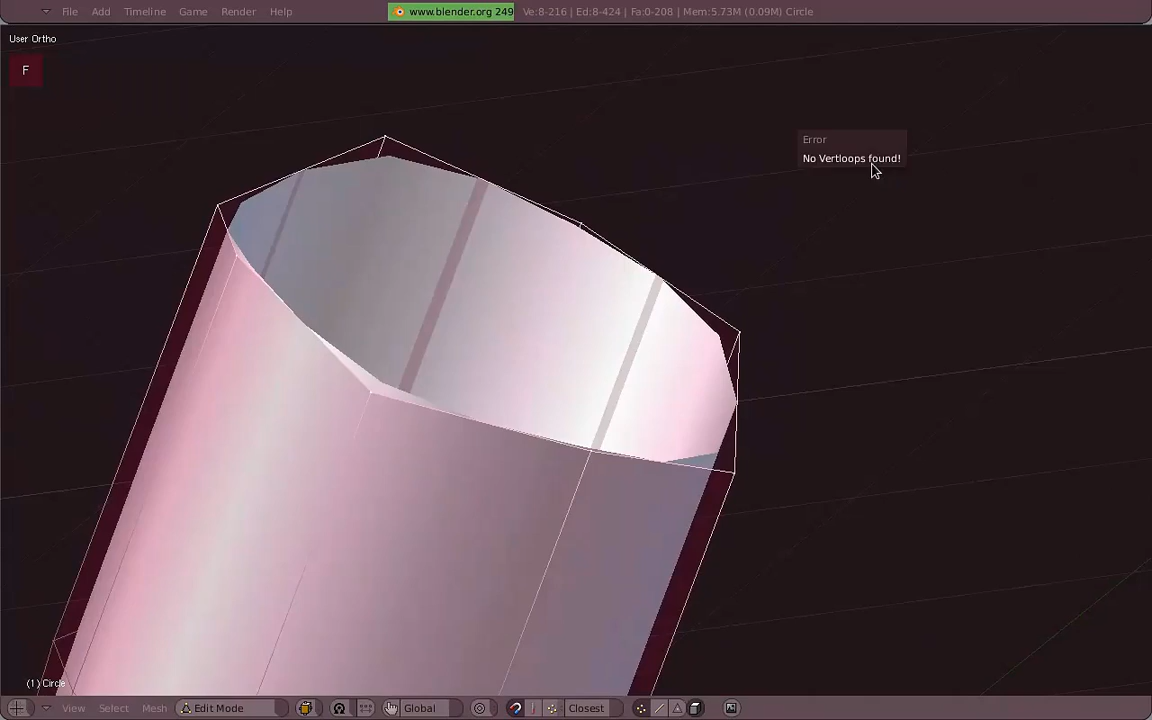 File Add Timeline Game Render Help www.blender.org 249 Ve:8-216 | Ed:8-424 | Fa:0-208 | Mem:5.73M (0.09M) Circle
User Ortho
F
Error
No Vertloops found!
(1) Circle
View Select Mesh Edit Mode Global Closest